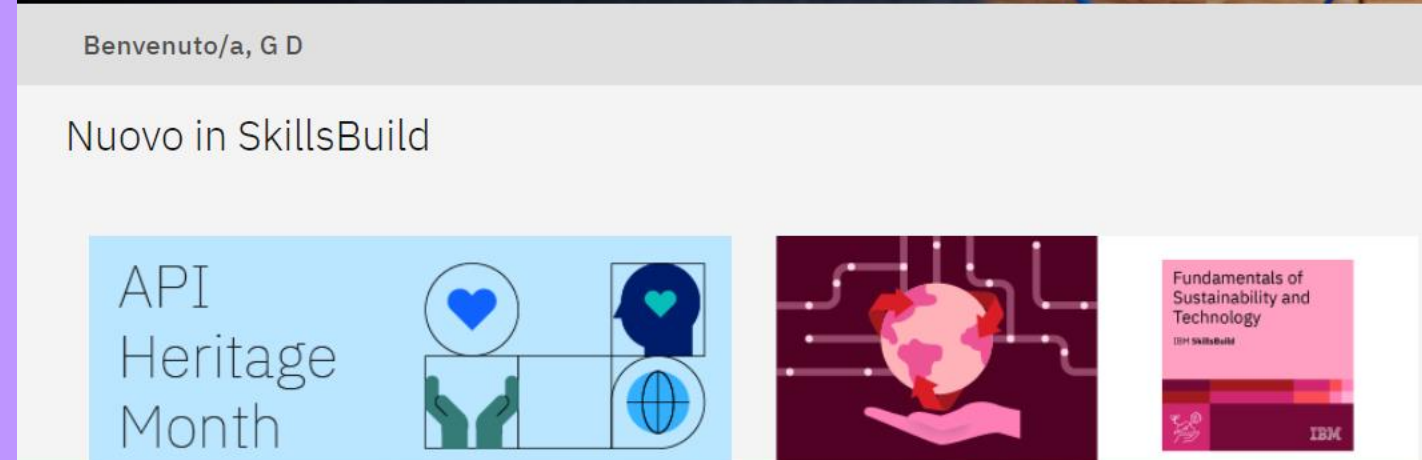 Benvenuto/a, G D
Nuovo in SkillsBuild
API
Heritage
Month
Fundamentals of
Sustainability and
Technology
IBM SkillsBuild
IBM